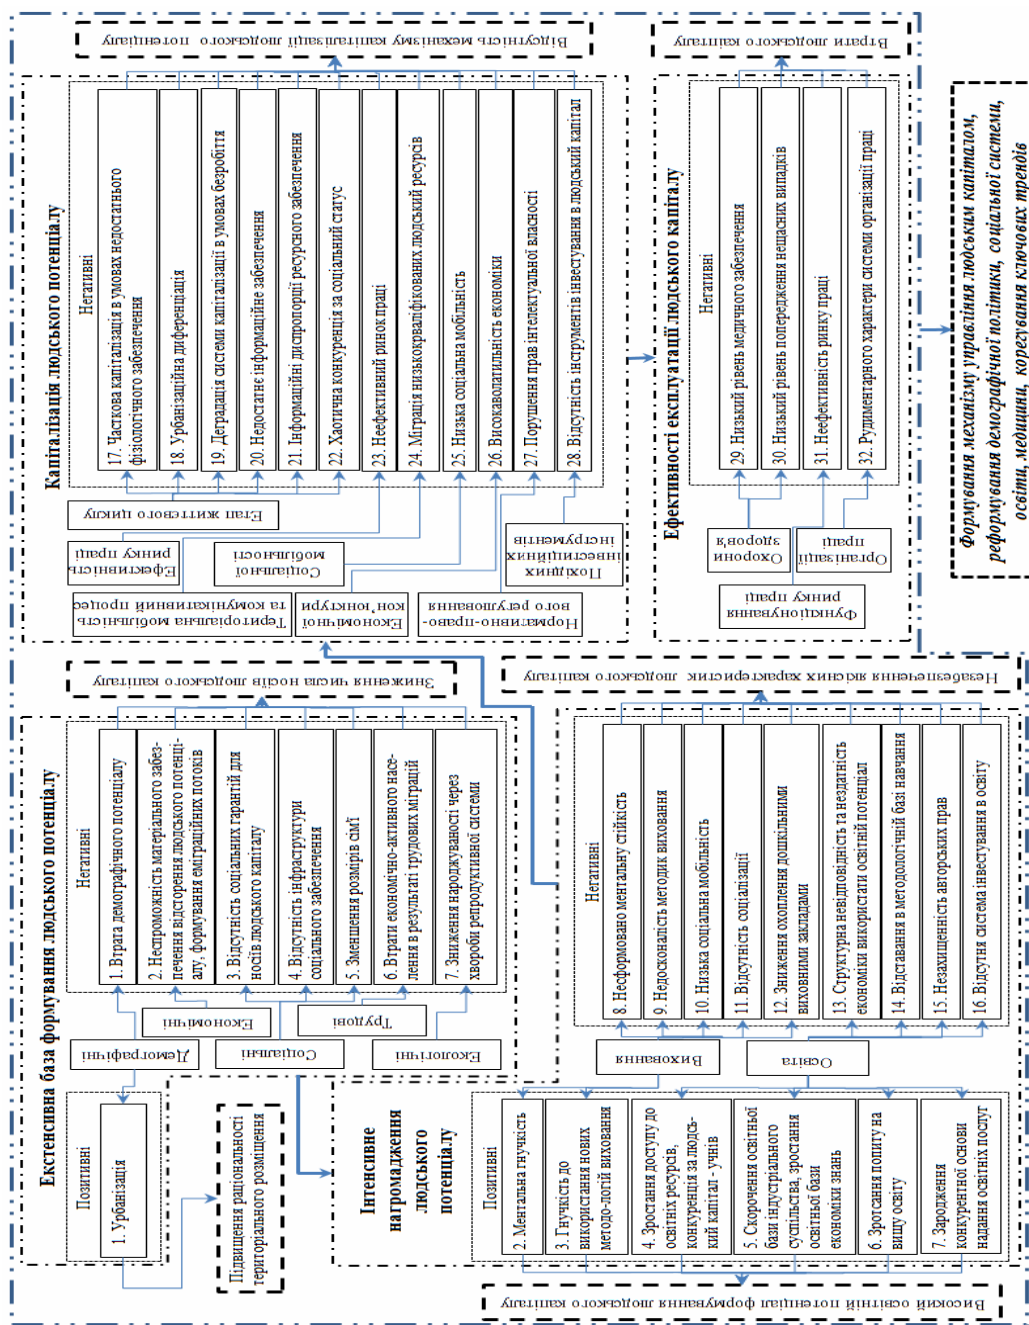 Екстенсивна база формування людського потенціалу
Позитивні
1. Урбанізація
Підвищення раціональності
територіального розміщення
Демографічні
Економічні
Соціальні
Трудові
Екологічні
Негативні
1. Втрата демографічного потенціалу
2. Неспроможність матеріального забез-
печення відсторення людського потенці-
алу, формування еміграційних потоків
3. Відсутність соціальних гарантій для
носіїв людського капіталу
4. Відсутність інфраструктури
соціального забезпечення
5. Зменшення розмірів сім'ї
6. Втрати економічно-активного насе-
лення в результаті трудових міграцій
7. Зниження народжуваності через
хвороби репродуктивної системи
Зниження числа носіїв людського капіталу
Інтенсивне
нагромадження
людського
потенціалу
Позитивні
2. Ментальна гнучкість
3. Гнучкість до
використання нових
методо-логій виховання
4. Зростання доступу до
освітніх ресурсів,
конкуренція за людсь-
кий капітал - учнів
5. Скорочення освітньої
бази індустріального
суспільства, зростання
освітньої бази
економіки знань
6. Зротсання попиту на
вищу освіту
7. Зародження
конкурентної основи
надання освітніх послуг
Високий освітній потенціал формування людського капіталу
Виховання
Освіта
Негативні
8. Несформовано ментальну стійкість
9. Недосконалість методик виховання
10. Низька соціальна мобільність
11. Відсутність соціалізації
12. Зниження охоплення дошкільними
виховними закладами
13. Структурна невідповідність та нездатність
економіки використати освітній потенціал
14. Відставання в методологічній базі навчання
15. Незахищенність авторських прав
16. Відсутня система інвестування в освіту
Незабезпечення якісних характеристик людського капіталу
Капіталізація людського потенціалу
Етап життєвого циклу
Ефективність
ринку праці
Територіальна мобільність
та комунікативний процес
Соціальної
мобільності
Економічної
кон’юнктури
Нормативно-право-
вого регулювання
Похідних
інвестиційних
інструментів
Негативні
17. Часткова капіталізація в умовах недостатнього
фізіологічного забезпечення
18. Урбанізаційна диференціація
19. Деградація системи капіталізації в умовах безробіття
20. Недостатнє інформаційне забезпечення
21. Інформаційні диспропорції ресурсного забезпечення
22. Хаотична конкуренція за соціальний статус
23. Неефективний ринок праці
24. Міграція низькокрваліфікованих людський ресурсів
25. Низька соціальна мобільність
26. Високаволатильність економіки
27. Порушення прав інтелектуальної власності
28. Відсутність інструментів інвестування в людський капітал
Відсутність механізму капіталізації людського потенціалу
Ефективності експлуатації людського капіталу
Охорони
здоров'я
Функціонування
ринку праці
Організації
праці
Негативні
29. Низький рівень медичного забезпечення
30. Низький рівень попередження нещасних випадків
31. Неефективність ринку праці
32. Рудиментарного характери системи організації праці
Втрати людського капіталу
Формування механізму управління людським капіталом,
реформування демографічної політики, соціальної системи,
освіти, медицини, корегування ключових трендів